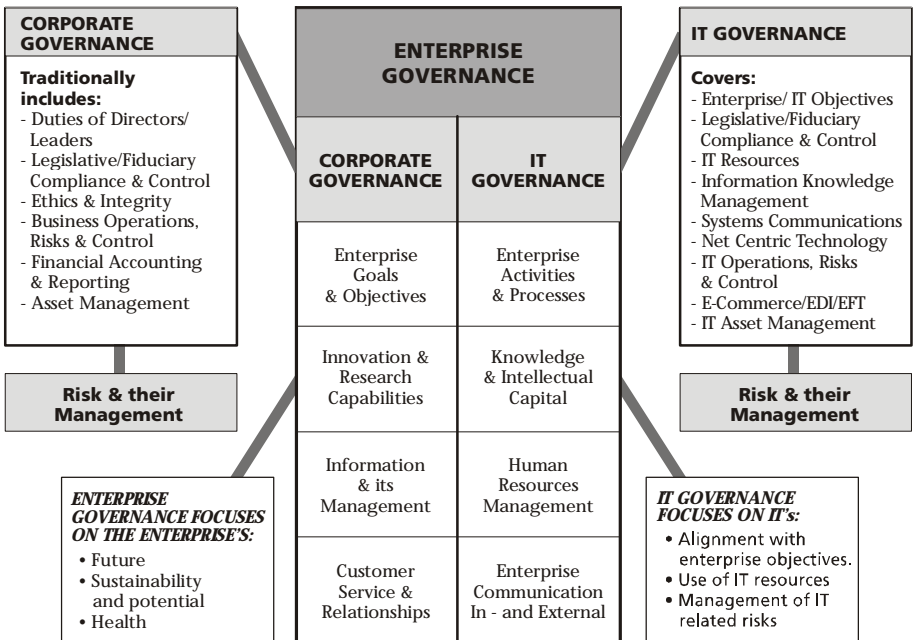 CORPORATE
GOVERNANCE
Traditionally
includes:
- Duties of Directors/
Leaders
- Legislative/Fiduciary
Compliance & Control
- Ethics & Integrity
- Business Operations,
Risks & Control
- Financial Accounting
& Reporting
- Asset Management
Risk & their
Management
ENTERPRISE
GOVERNANCE FOCUSES
ON THE ENTERPRISE'S:
• Future
• Sustainability
and potential
• Health
ENTERPRISE
GOVERNANCE
CORPORATE
GOVERNANCE
IT
GOVERNANCE
Enterprise
Goals
& Objectives
Enterprise
Activities
& Processes
Innovation &
Research
Capabilities
Knowledge
& Intellectual
Capital
Information
& its
Management
Human
Resources
Management
Customer
Service &
Relationships
Enterprise
Communication
In - and External
IT GOVERNANCE
Covers:
- Enterprise/ IT Objectives
- Legislative/Fiduciary
Compliance & Control
- IT Resources
- Information Knowledge
Management
- Systems Communications
- Net Centric Technology
- IT Operations, Risks
& Control
- E-Commerce/EDI/EFT
- IT Asset Management
Risk & their
Management
IT GOVERNANCE
FOCUSES ON IT's:
• Alignment with
enterprise objectives.
• Use of IT resources
• Management of IT
related risks